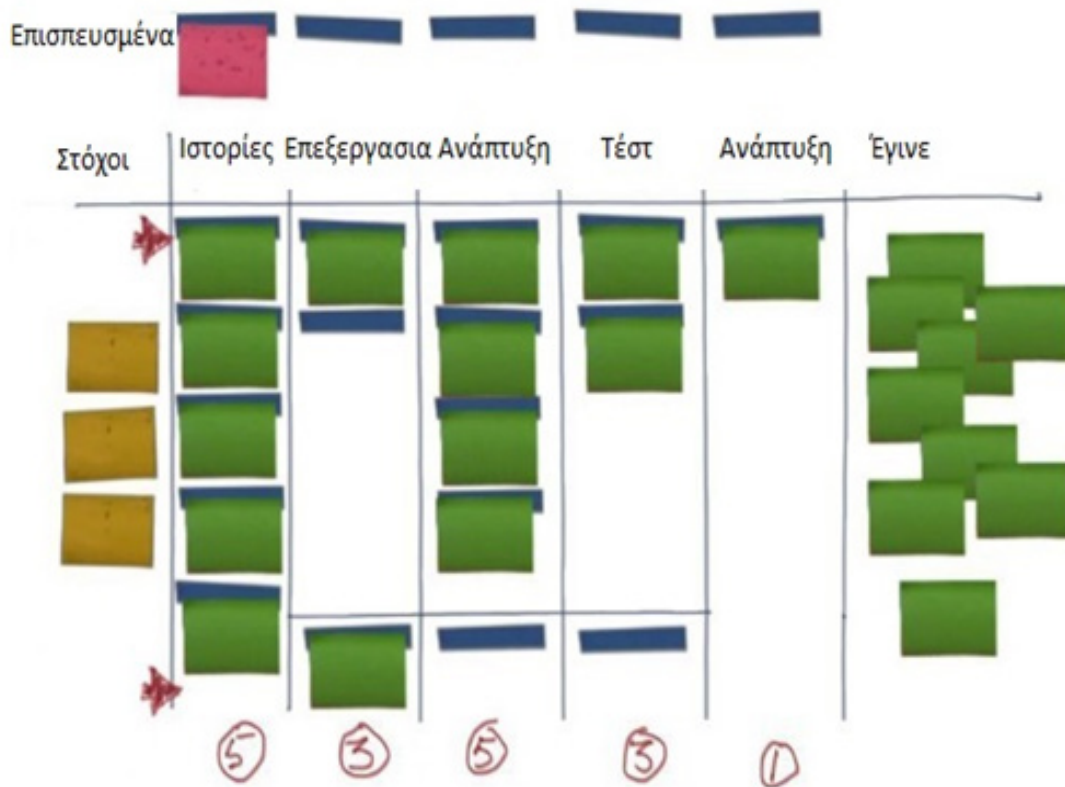 Επισπευσμένα
Στόχοι
Ιστορίες
Επεξεργασια
Ανάπτυξη
Τέστ
Ανάπτυξη
Έγινε
5
3
5
3
1